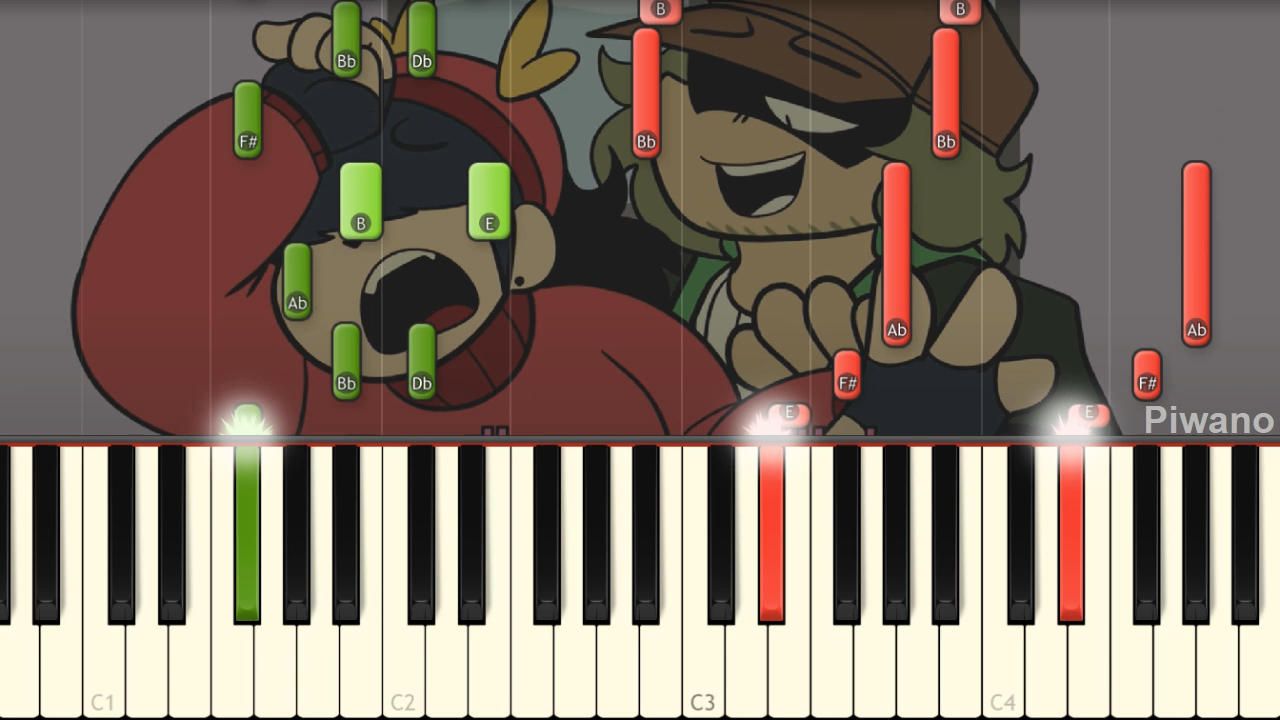 B B
Bb Db
F# Bb Bb
B E
Ab
Ab Ab
Bb Db F# F#
E E
Piwano
C1 C2 C3 C4